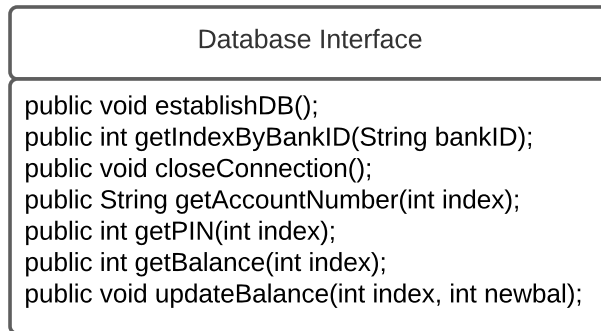 Database Interface
public void establishDB();
public int getIndexByBankID(String bankID);
public void closeConnection();
public String getAccountNumber(int index);
public int getPIN(int index);
public int getBalance(int index);
public void updateBalance(int index, int newbal);